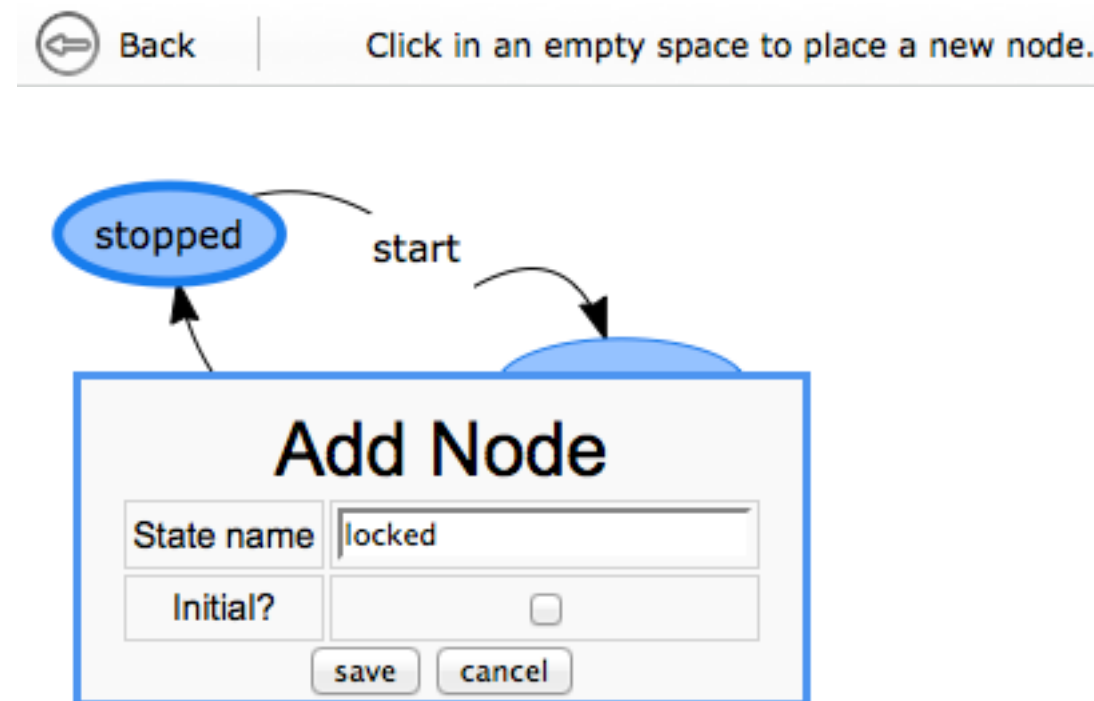 Back
Click in an empty space to place a new node.
stopped
start
Add Node
State name
locked
Initial?
save
cancel